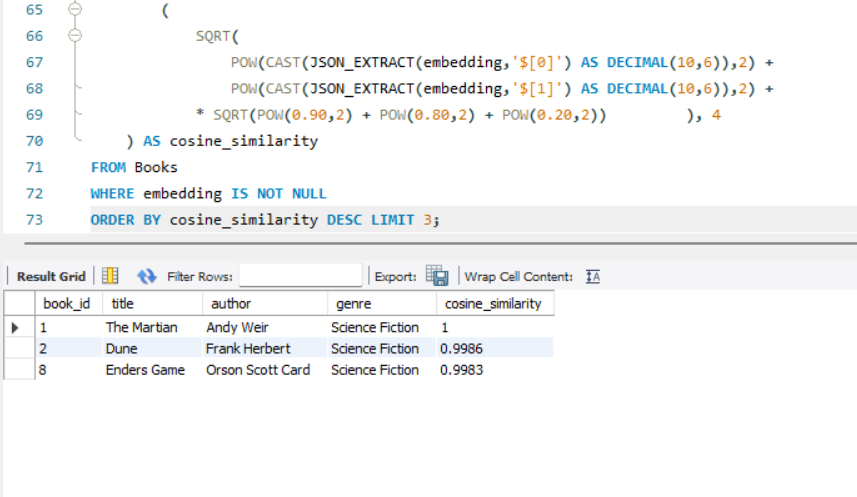 65 (
66 SQRT(
67 POW(CAST(JSON_EXTRACT(embedding,'$[0]') AS DECIMAL(10,6)),2) +
68 POW(CAST(JSON_EXTRACT(embedding,'$[1]') AS DECIMAL(10,6)),2) +
69 * SQRT(POW(0.90,2) + POW(0.80,2) + POW(0.20,2)) ), 4
70 ) AS cosine_similarity
71 FROM Books
72 WHERE embedding IS NOT NULL
73 ORDER BY cosine_similarity DESC LIMIT 3;
Result Grid Filter Rows: Export: Wrap Cell Content: IA
book_id title author genre cosine_similarity
1 The Martian Andy Weir Science Fiction 1
2 Dune Frank Herbert Science Fiction 0.9986
8 Enders Game Orson Scott Card Science Fiction 0.9983